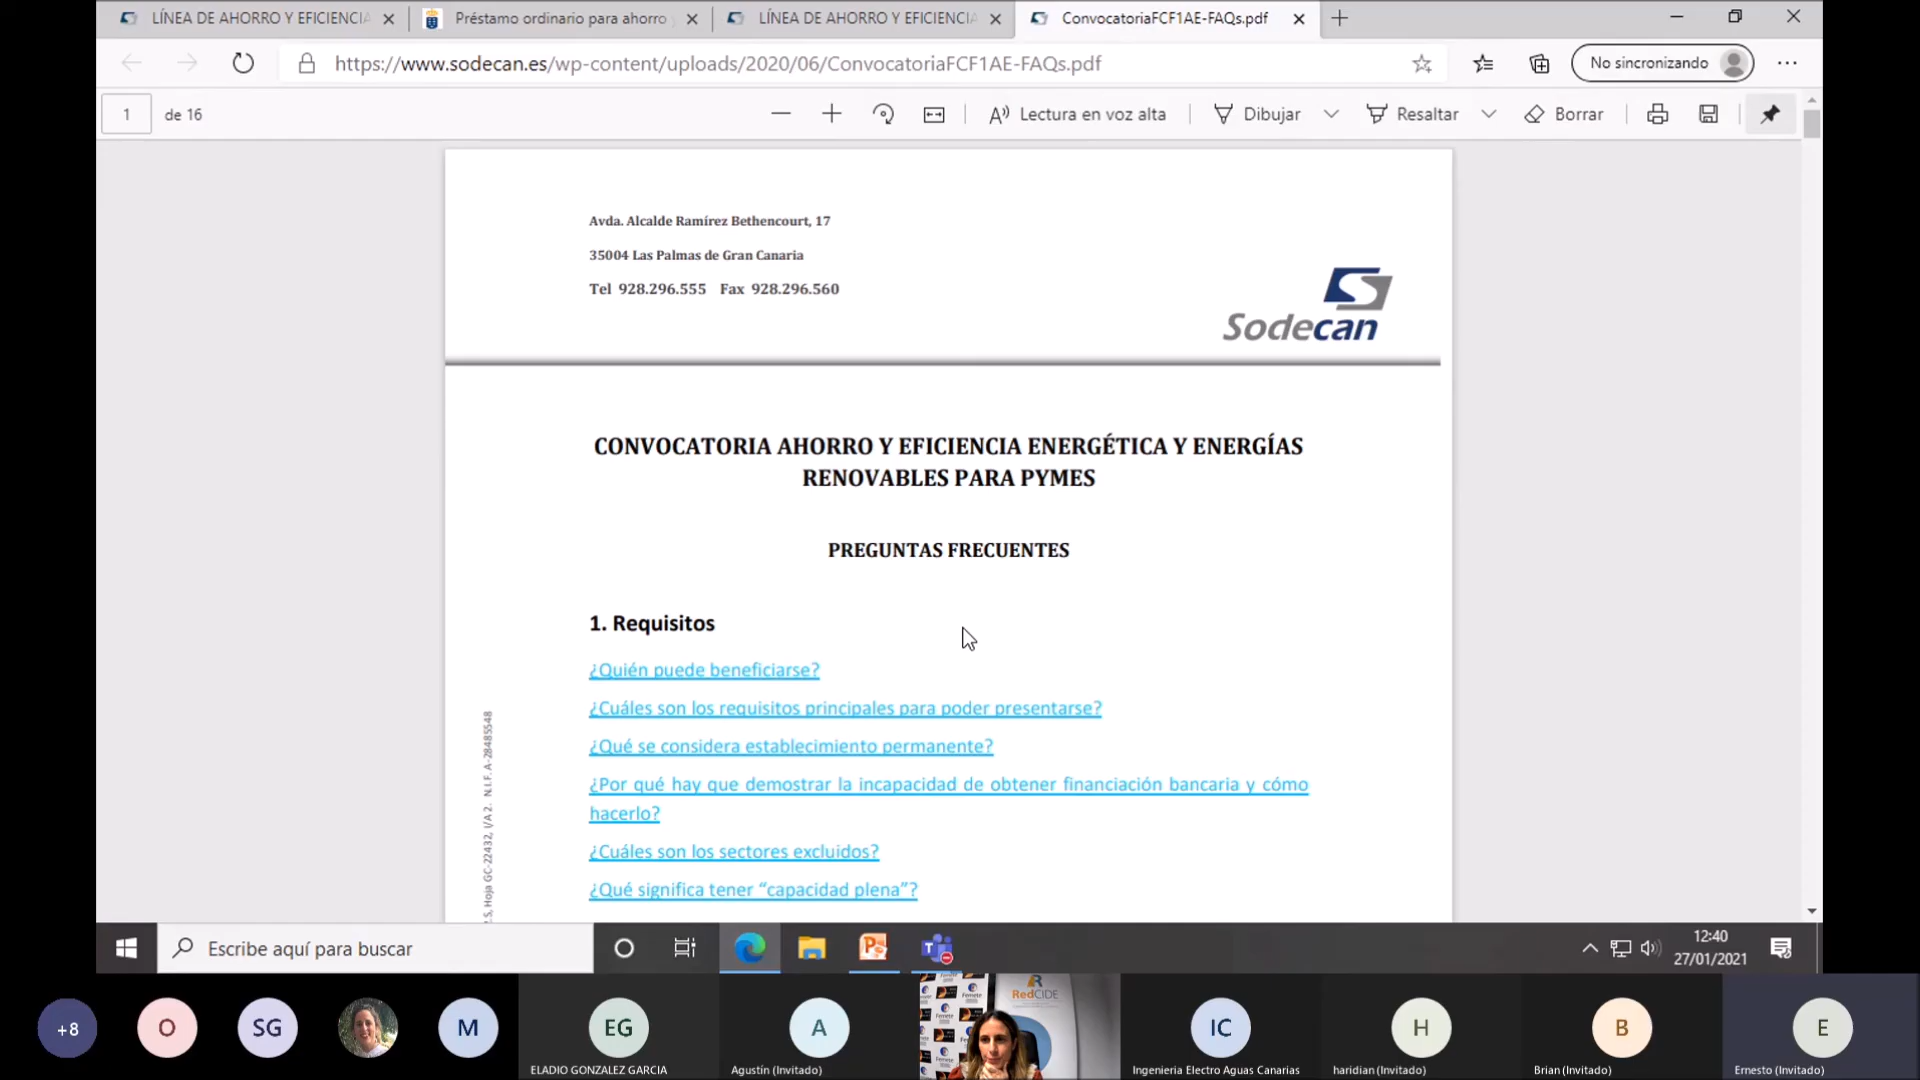 LÍNEA DE AHORRO Y EFICIENCIA
Préstamo ordinario para ahorro y
LÍNEA DE AHORRO Y EFICIENCIA
ConvocatoriaFCF1AE-FAQs.pdf
https://www.sodecan.es/wp-content/uploads/2020/06/ConvocatoriaFCF1AE-FAQs.pdf
No sincronizando
1 de 16
Lectura en voz alta
Dibujar
Resaltar
Borrar
Avda. Alcalde Ramírez Bethencourt, 17
35004 Las Palmas de Gran Canaria
Tel 928.296.555 Fax 928.296.560
Sodecan
CONVOCATORIA AHORRO Y EFICIENCIA ENERGÉTICA Y ENERGÍAS
RENOVABLES PARA PYMES
PREGUNTAS FRECUENTES
1. Requisitos
¿Quién puede beneficiarse?
¿Cuáles son los requisitos principales para poder presentarse?
¿Qué se considera establecimiento permanente?
¿Por qué hay que demostrar la incapacidad de obtener financiación bancaria y cómo
hacerlo?
¿Cuáles son los sectores excluidos?
¿Qué significa tener “capacidad plena”?
S, Hoja GC-22432, I/A 2. N.I.F. A-28485548
Escribe aquí para buscar
12:40
27/01/2021
+8
O
SG
M
EG
ELADIO GONZALEZ GARCIA
A
Agustín (Invitado)
Femete
RedCIDE
IC
Ingenieria Electro Aguas Canarias
H
haridian (Invitado)
B
Brian (Invitado)
E
Ernesto (Invitado)